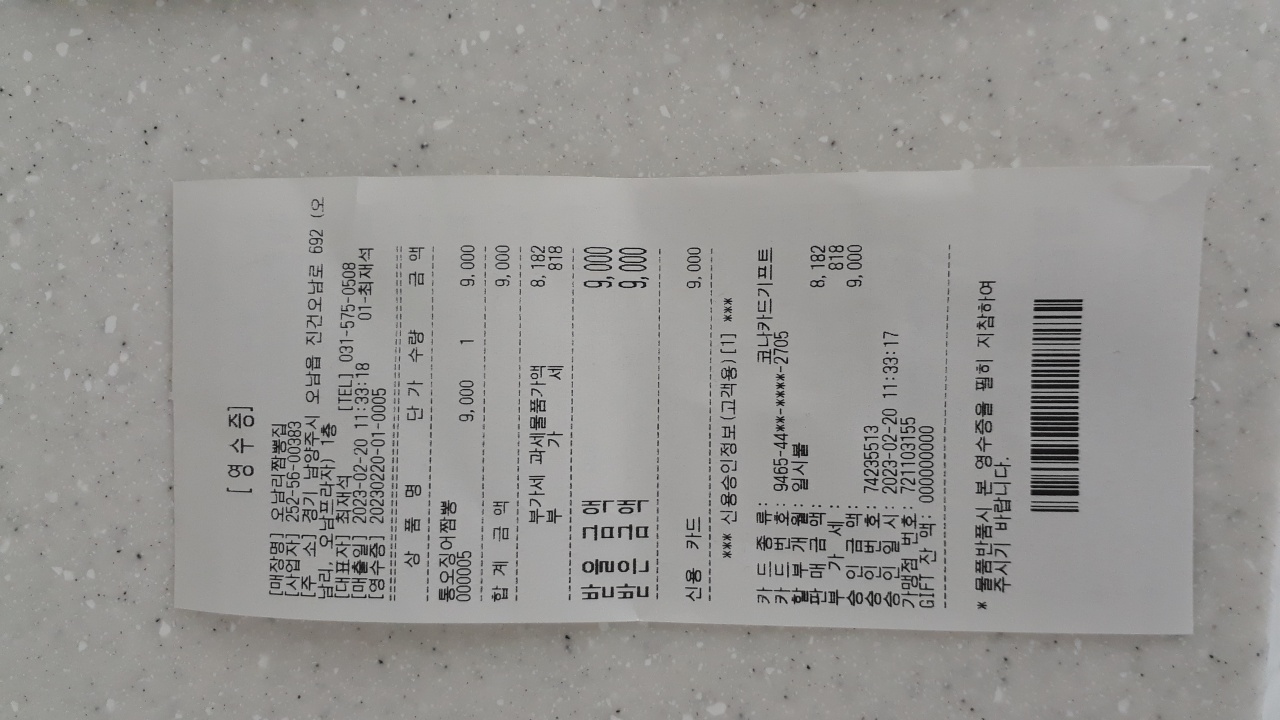 [ 영 수 증 ]
[매장명] 오남리짬뽕집
[사업자] 252-56-00383
[주 소] 경기 남양주시 오남읍 진건오남로 692 (오
남리, 오남프라자) 1층
[대표자] 최재석 [TEL] 031-575-0508
[매출일] 2023-02-20 11:33:18 01-최재석
[영수증] 20230220-01-0005
상 품 명 단 가 수량 금 액
통오징어짬뽕
000005 9,000 1 9,000
합 계 금 액 9,000
부가세 과세물품가액 8,182
부 가 세 818
받 을 금 액 9,000
받 은 금 액 9,000
신용 카드 9,000
*** 신용승인정보(고객용)[1] ***
카 드 종 류: 코나카드기프트
카 드 번 호: 9465-44**-****-2705
할 부 개 월: 일시불
판 매 금 액: 8,182
부 가 세 : 818
승 인 금 액: 9,000
승 인 번 호: 74235513
승 인 일 시: 2023-02-20 11:33:17
가맹점 번호: 721103155
GIFT 잔 액: 000000000
* 물품반품시 본 영수증을 필히 지참하여
주시기 바랍니다.